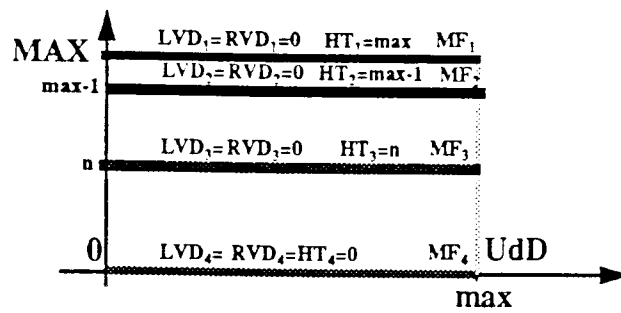 LVD₁=RVD₁=0 HT₁=max MF₁
MAX
LVD₂=RVD₂=0 HT₂=max-1 MF₂
max-1
LVD₃=RVD₃=0 HT₃=n MF₃
n
0 LVD₄= RVD₄=HT₄=0 MF₄ UdD
max